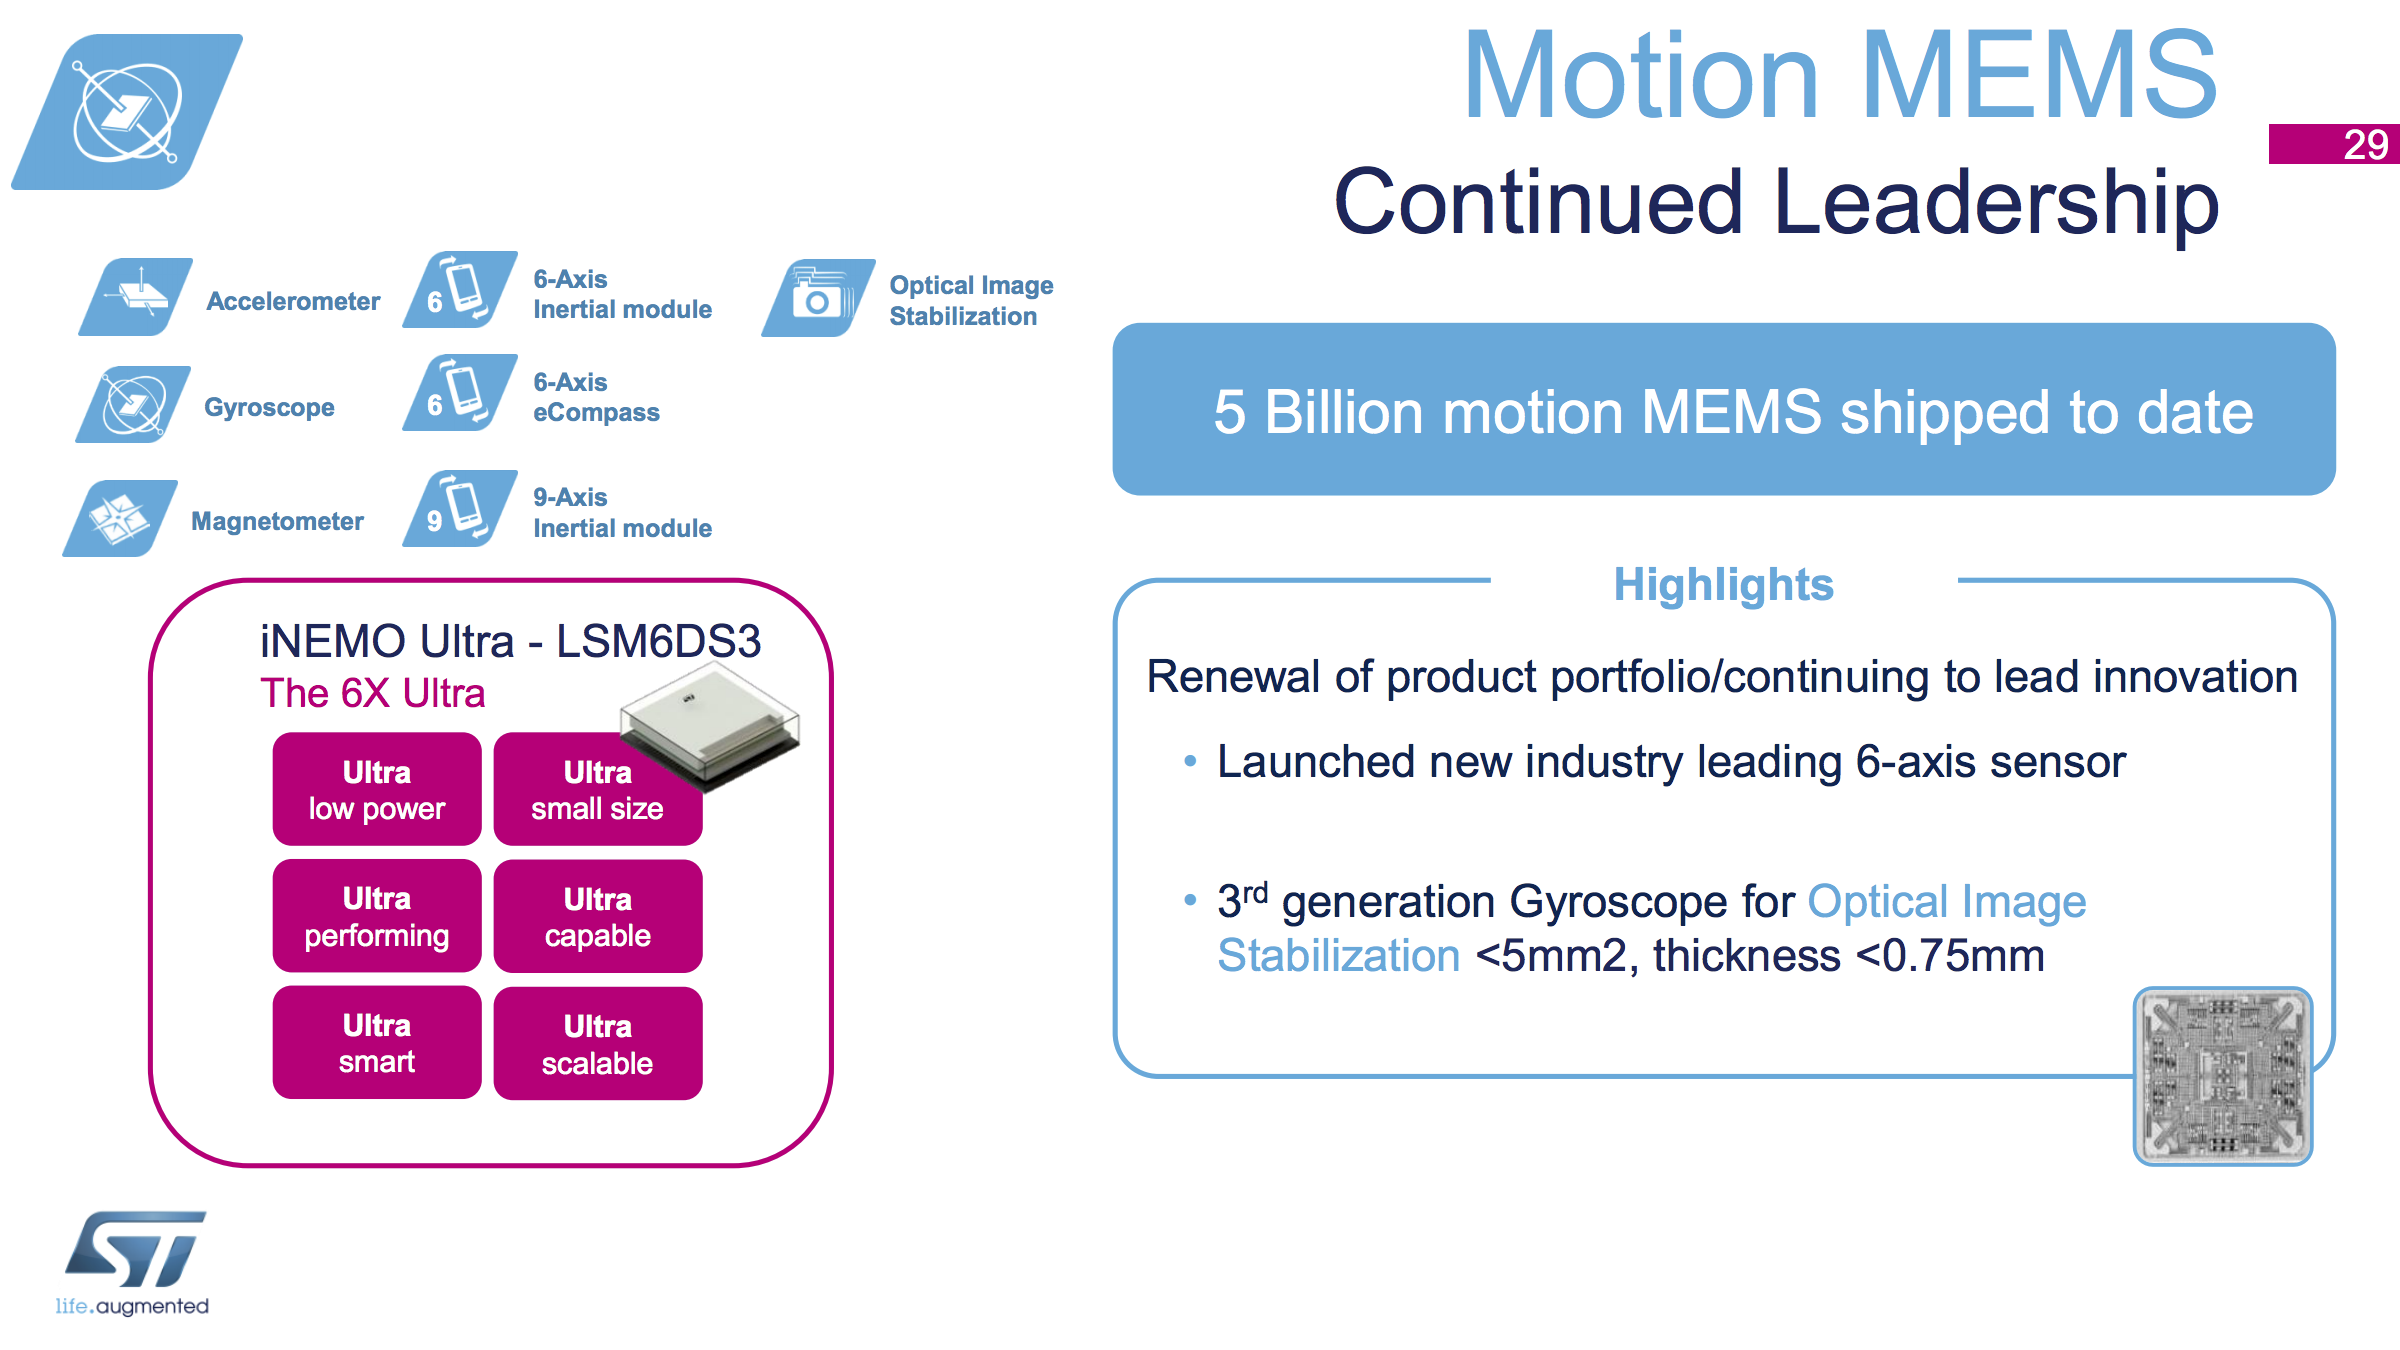 Motion MEMS
29
Continued Leadership
Accelerometer
6
6-Axis
Inertial module
Optical Image
Stabilization
Gyroscope
6
6-Axis
eCompass
Magnetometer
9
9-Axis
Inertial module
5 Billion motion MEMS shipped to date
iNEMO Ultra - LSM6DS3
The 6X Ultra
Ultra
low power
Ultra
small size
Ultra
performing
Ultra
capable
Ultra
smart
Ultra
scalable
Highlights
Renewal of product portfolio/continuing to lead innovation
• Launched new industry leading 6-axis sensor
• 3rd generation Gyroscope for Optical Image
Stabilization <5mm2, thickness <0.75mm
ST
life.augmented